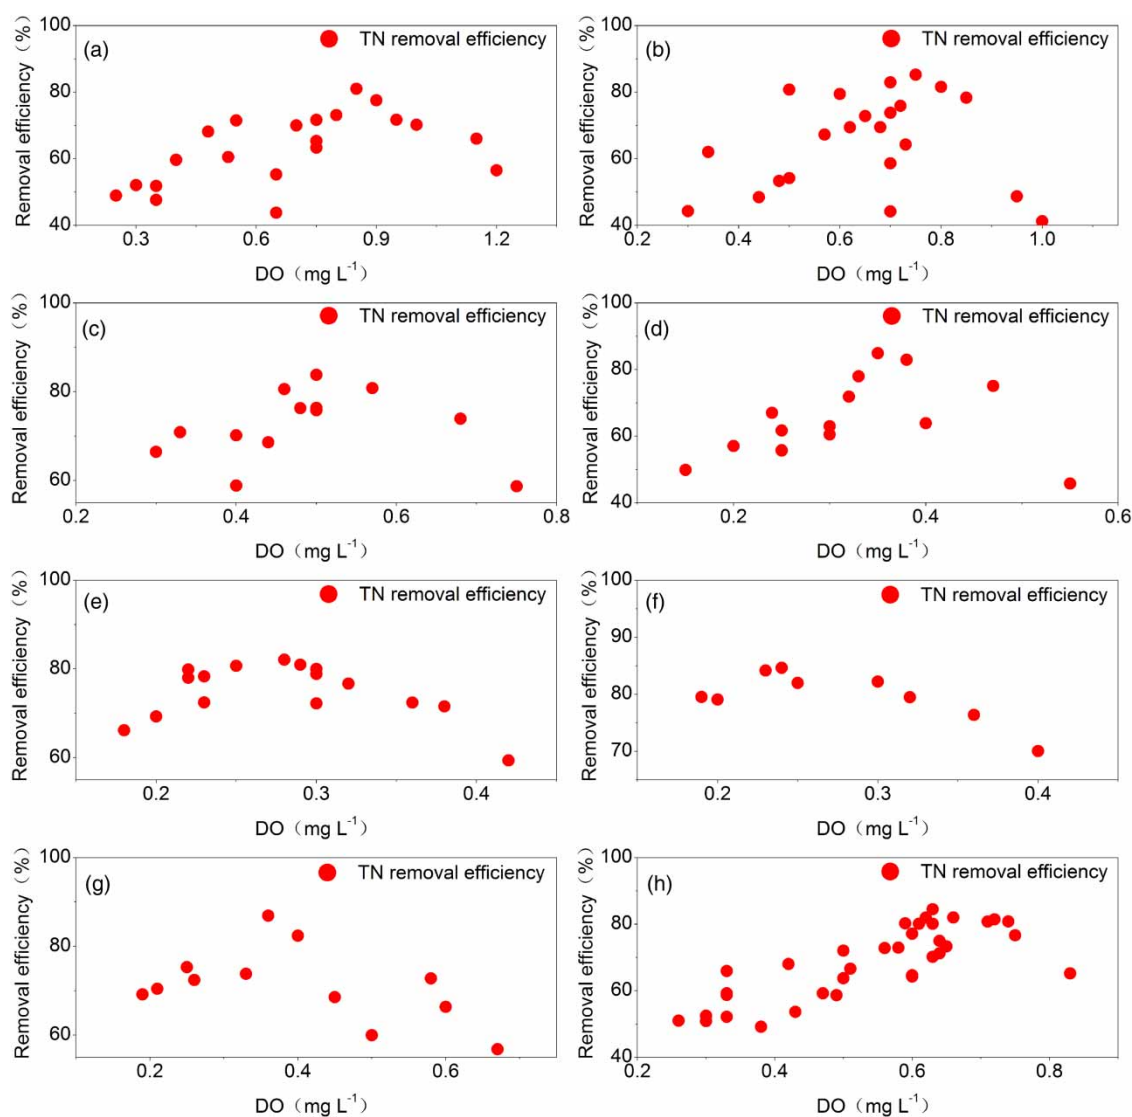 100
(a)
TN removal efficiency
80
60
40
Removal efficiency (%)
0.3 0.6 0.9 1.2
DO（mg L-1）
100
(b)
TN removal efficiency
80
60
40
Removal efficiency (%)
0.2 0.4 0.6 0.8 1.0
DO（mg L-1）
100
(c)
TN removal efficiency
80
60
Removal efficiency（%）
0.2 0.4 0.6 0.8
DO（mg L-1）
100
(d)
TN removal efficiency
80
60
40
Removal efficiency（%）
0.2 0.4 0.6
DO（mg L-1）
100
(e)
TN removal efficiency
80
60
Removal efficiency（%）
0.2 0.3 0.4
DO（mg L-1）
100
(f)
TN removal efficiency
90
80
70
Removal efficiency（%）
0.2 0.3 0.4
DO（mg L-1）
100
(g)
TN removal efficiency
80
60
Removal efficiency（%）
0.2 0.4 0.6
DO（mg L-1）
100
(h)
TN removal efficiency
80
60
40
Removal efficiency（%）
0.2 0.4 0.6 0.8
DO（mg L-1）